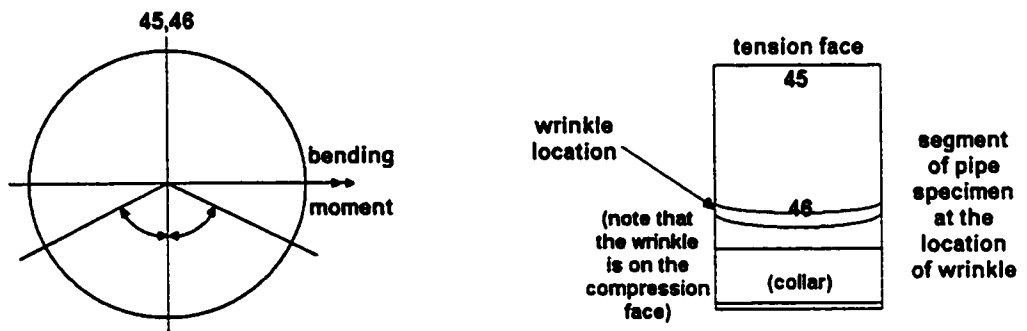 45,46
bending
moment
tension face
45
wrinkle
location
46
(note that
the wrinkle
is on the
compression
face)
(collar)
segment
of pipe
specimen
at the
location
of wrinkle